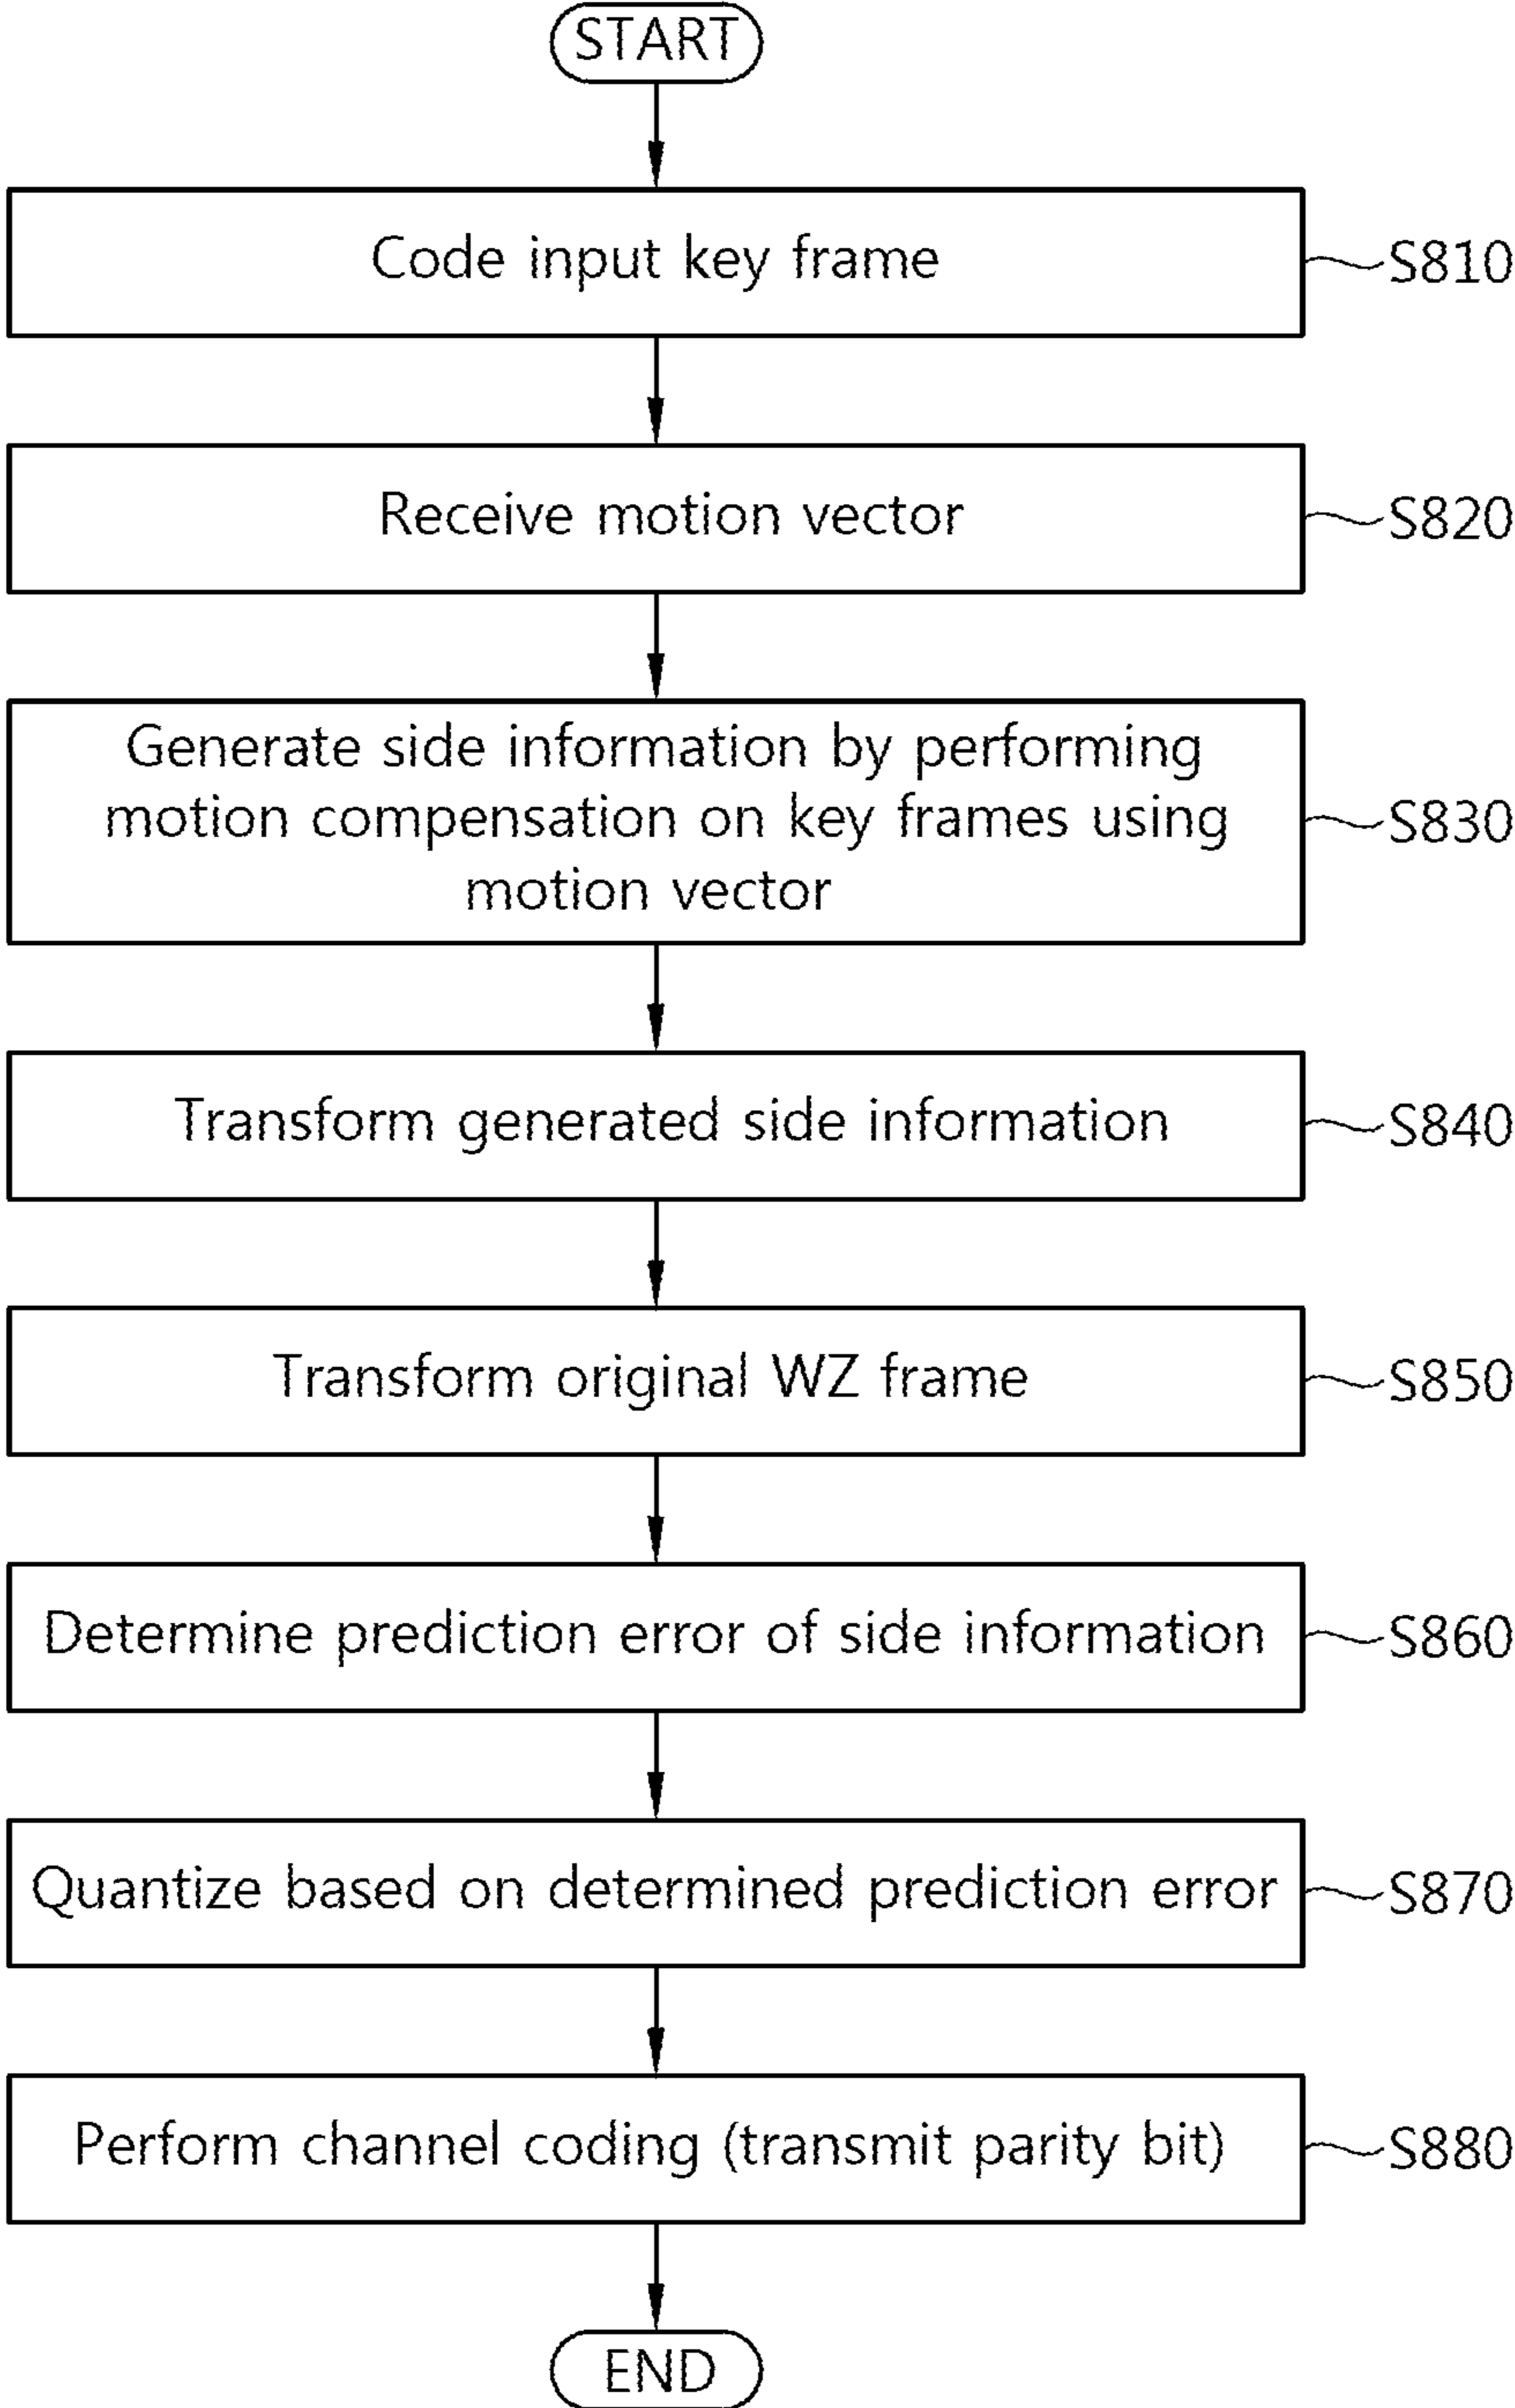 START
Code input key frame
S810
Receive motion vector
S820
Generate side information by performing
motion compensation on key frames using
motion vector
S830
Transform generated side information
S840
Transform original WZ frame
S850
Determine prediction error of side information
S860
Quantize based on determined prediction error
S870
Perform channel coding (transmit parity bit)
S880
END